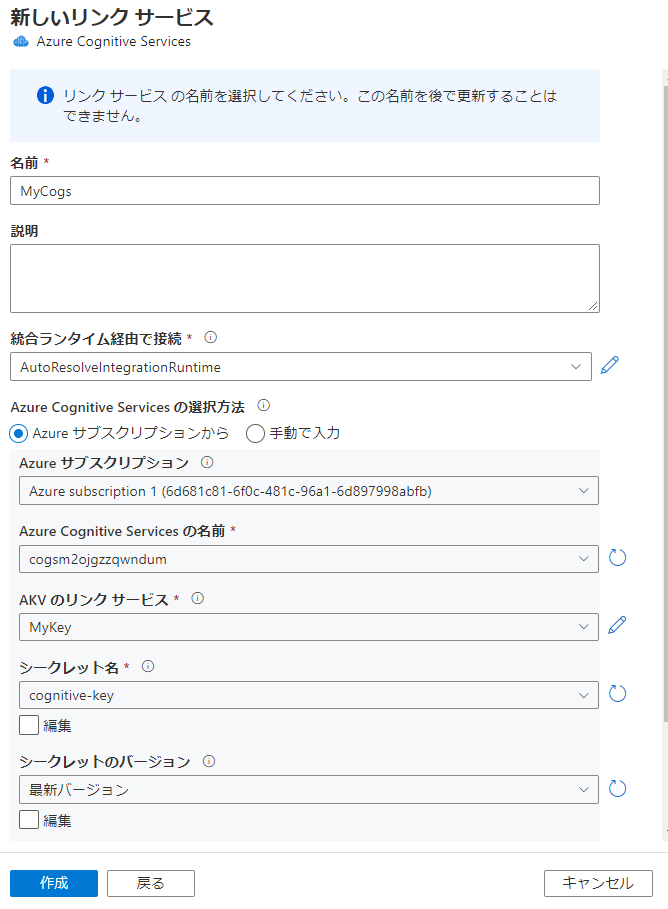 新しいリンク サービス
Azure Cognitive Services
リンク サービス の名前を選択してください。この名前を後で更新することは
できません。
名前 *
MyCogs
説明
統合ランタイム経由で接続 *
AutoResolveIntegrationRuntime
Azure Cognitive Services の選択方法
Azure サブスクリプションから 手動で入力
Azure サブスクリプション
Azure subscription 1 (6d681c81-6f0c-481c-96a1-6d897998abfb)
Azure Cognitive Services の名前 *
cogsm2ojgzzqwndum
AKV のリンク サービス *
MyKey
シークレット名 *
cognitive-key
編集
シークレットのバージョン
最新バージョン
編集
作成 戻る キャンセル